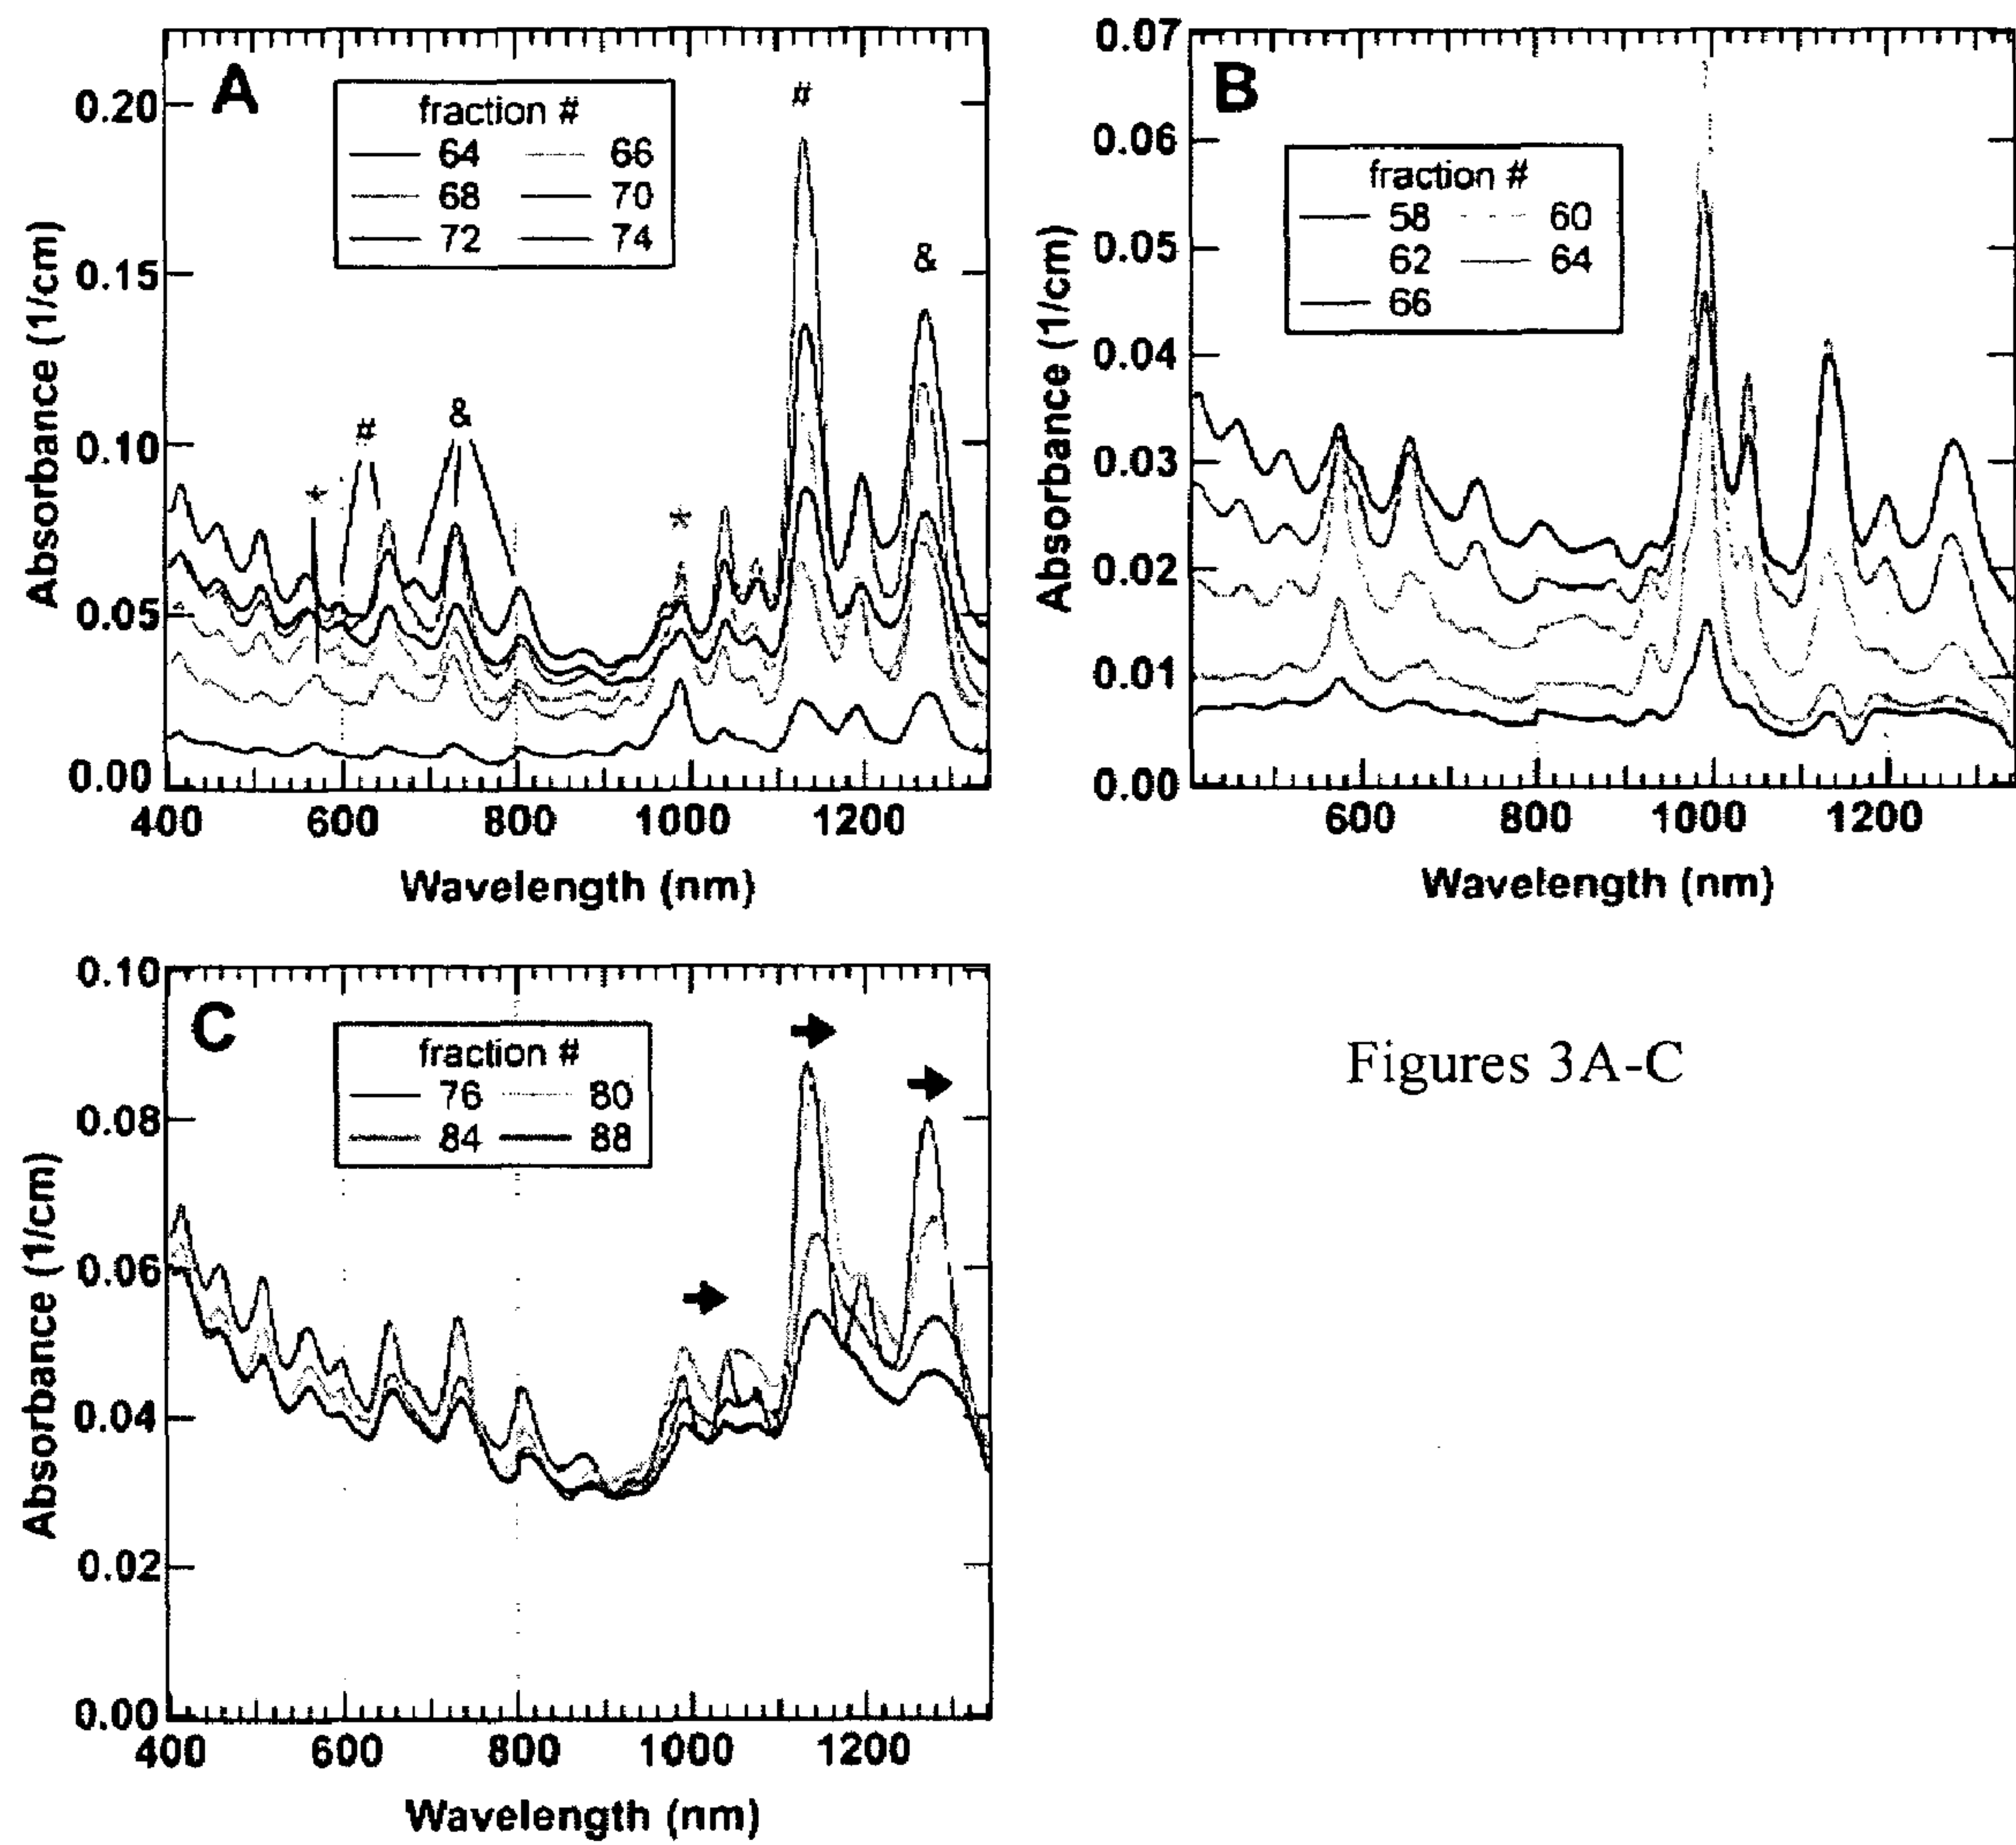 A
fraction #
64 66
68 70
72 74
#
&
#
&
*
*
0.20
0.15
0.10
0.05
0.00
400 600 800 1000 1200
Absorbance (1/cm)
Wavelength (nm)
B
fraction #
58 60
62 64
66
0.07
0.06
0.05
0.04
0.03
0.02
0.01
0.00
600 800 1000 1200
Absorbance (1/cm)
Wavelength (nm)
C
fraction #
76 80
84 88
0.10
0.08
0.06
0.04
0.02
0.00
400 600 800 1000 1200
Absorbance (1/cm)
Wavelength (nm)
Figures 3A-C